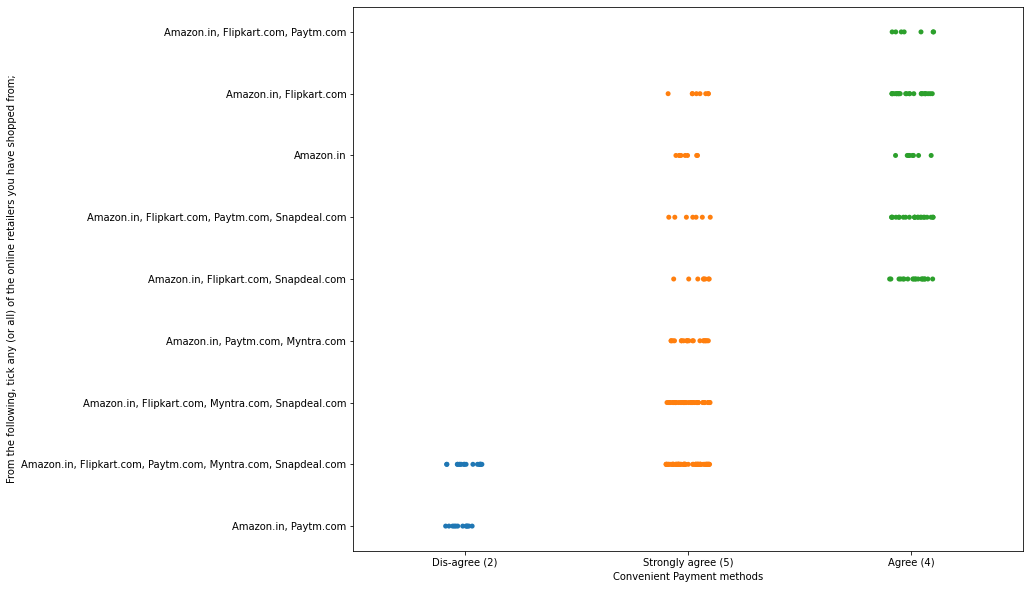 From the following, tick any (or all) of the online retailers you have shopped from;
Amazon.in, Flipkart.com, Paytm.com
Amazon.in, Flipkart.com
Amazon.in
Amazon.in, Flipkart.com, Paytm.com, Snapdeal.com
Amazon.in, Flipkart.com, Snapdeal.com
Amazon.in, Paytm.com, Myntra.com
Amazon.in, Flipkart.com, Myntra.com, Snapdeal.com
Amazon.in, Flipkart.com, Paytm.com, Myntra.com, Snapdeal.com
Amazon.in, Paytm.com
Dis-agree (2)
Strongly agree (5)
Agree (4)
Convenient Payment methods